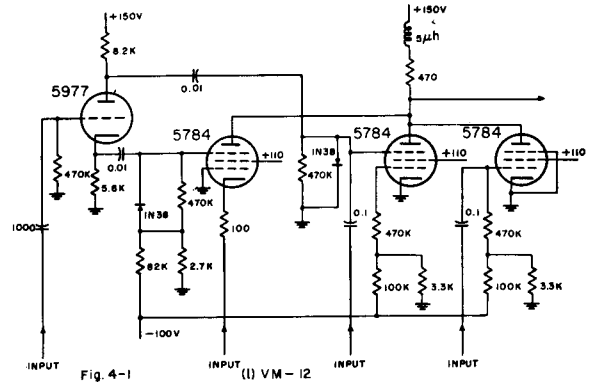 +150V
+150V
5μh
8.2K
470
0.01
5977
5784
5784
5784
+110
+110
+110
0.01
1N38
470K
5.6K
470K
470K
1N38
100
0.1
0.1
470K
470K
1000
82K
2.7K
100K
3.3K
100K
3.3K
-100V
INPUT
INPUT
INPUT
INPUT
Fig. 4-1
(l) VM-12